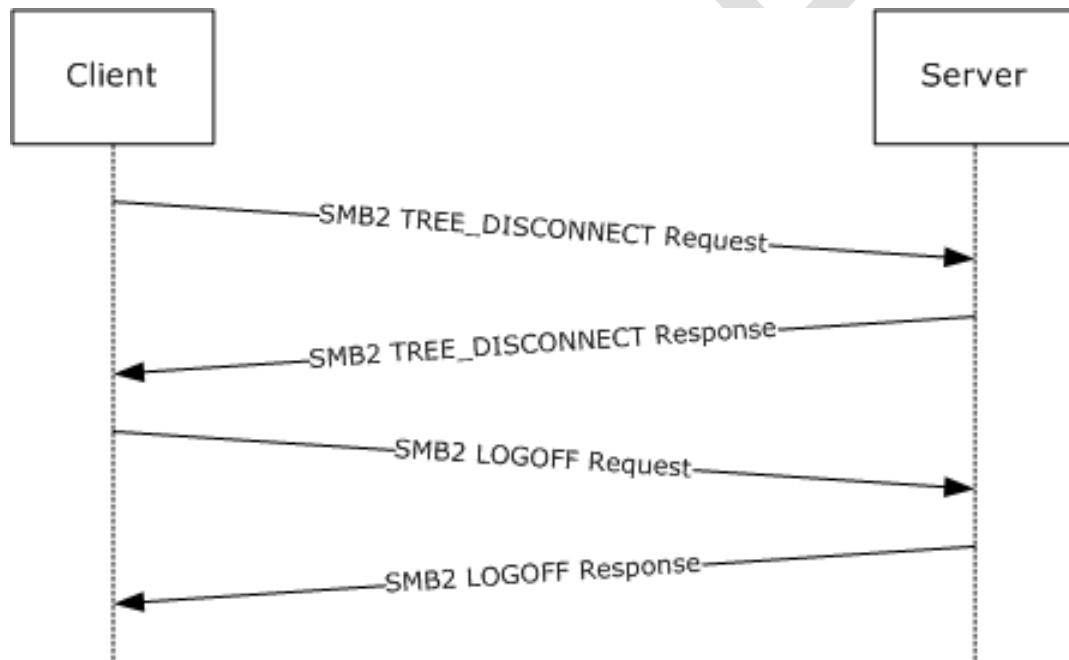 Client
Server
SMB2 TREE_DISCONNECT Request
SMB2 TREE_DISCONNECT Response
SMB2 LOGOFF Request
SMB2 LOGOFF Response